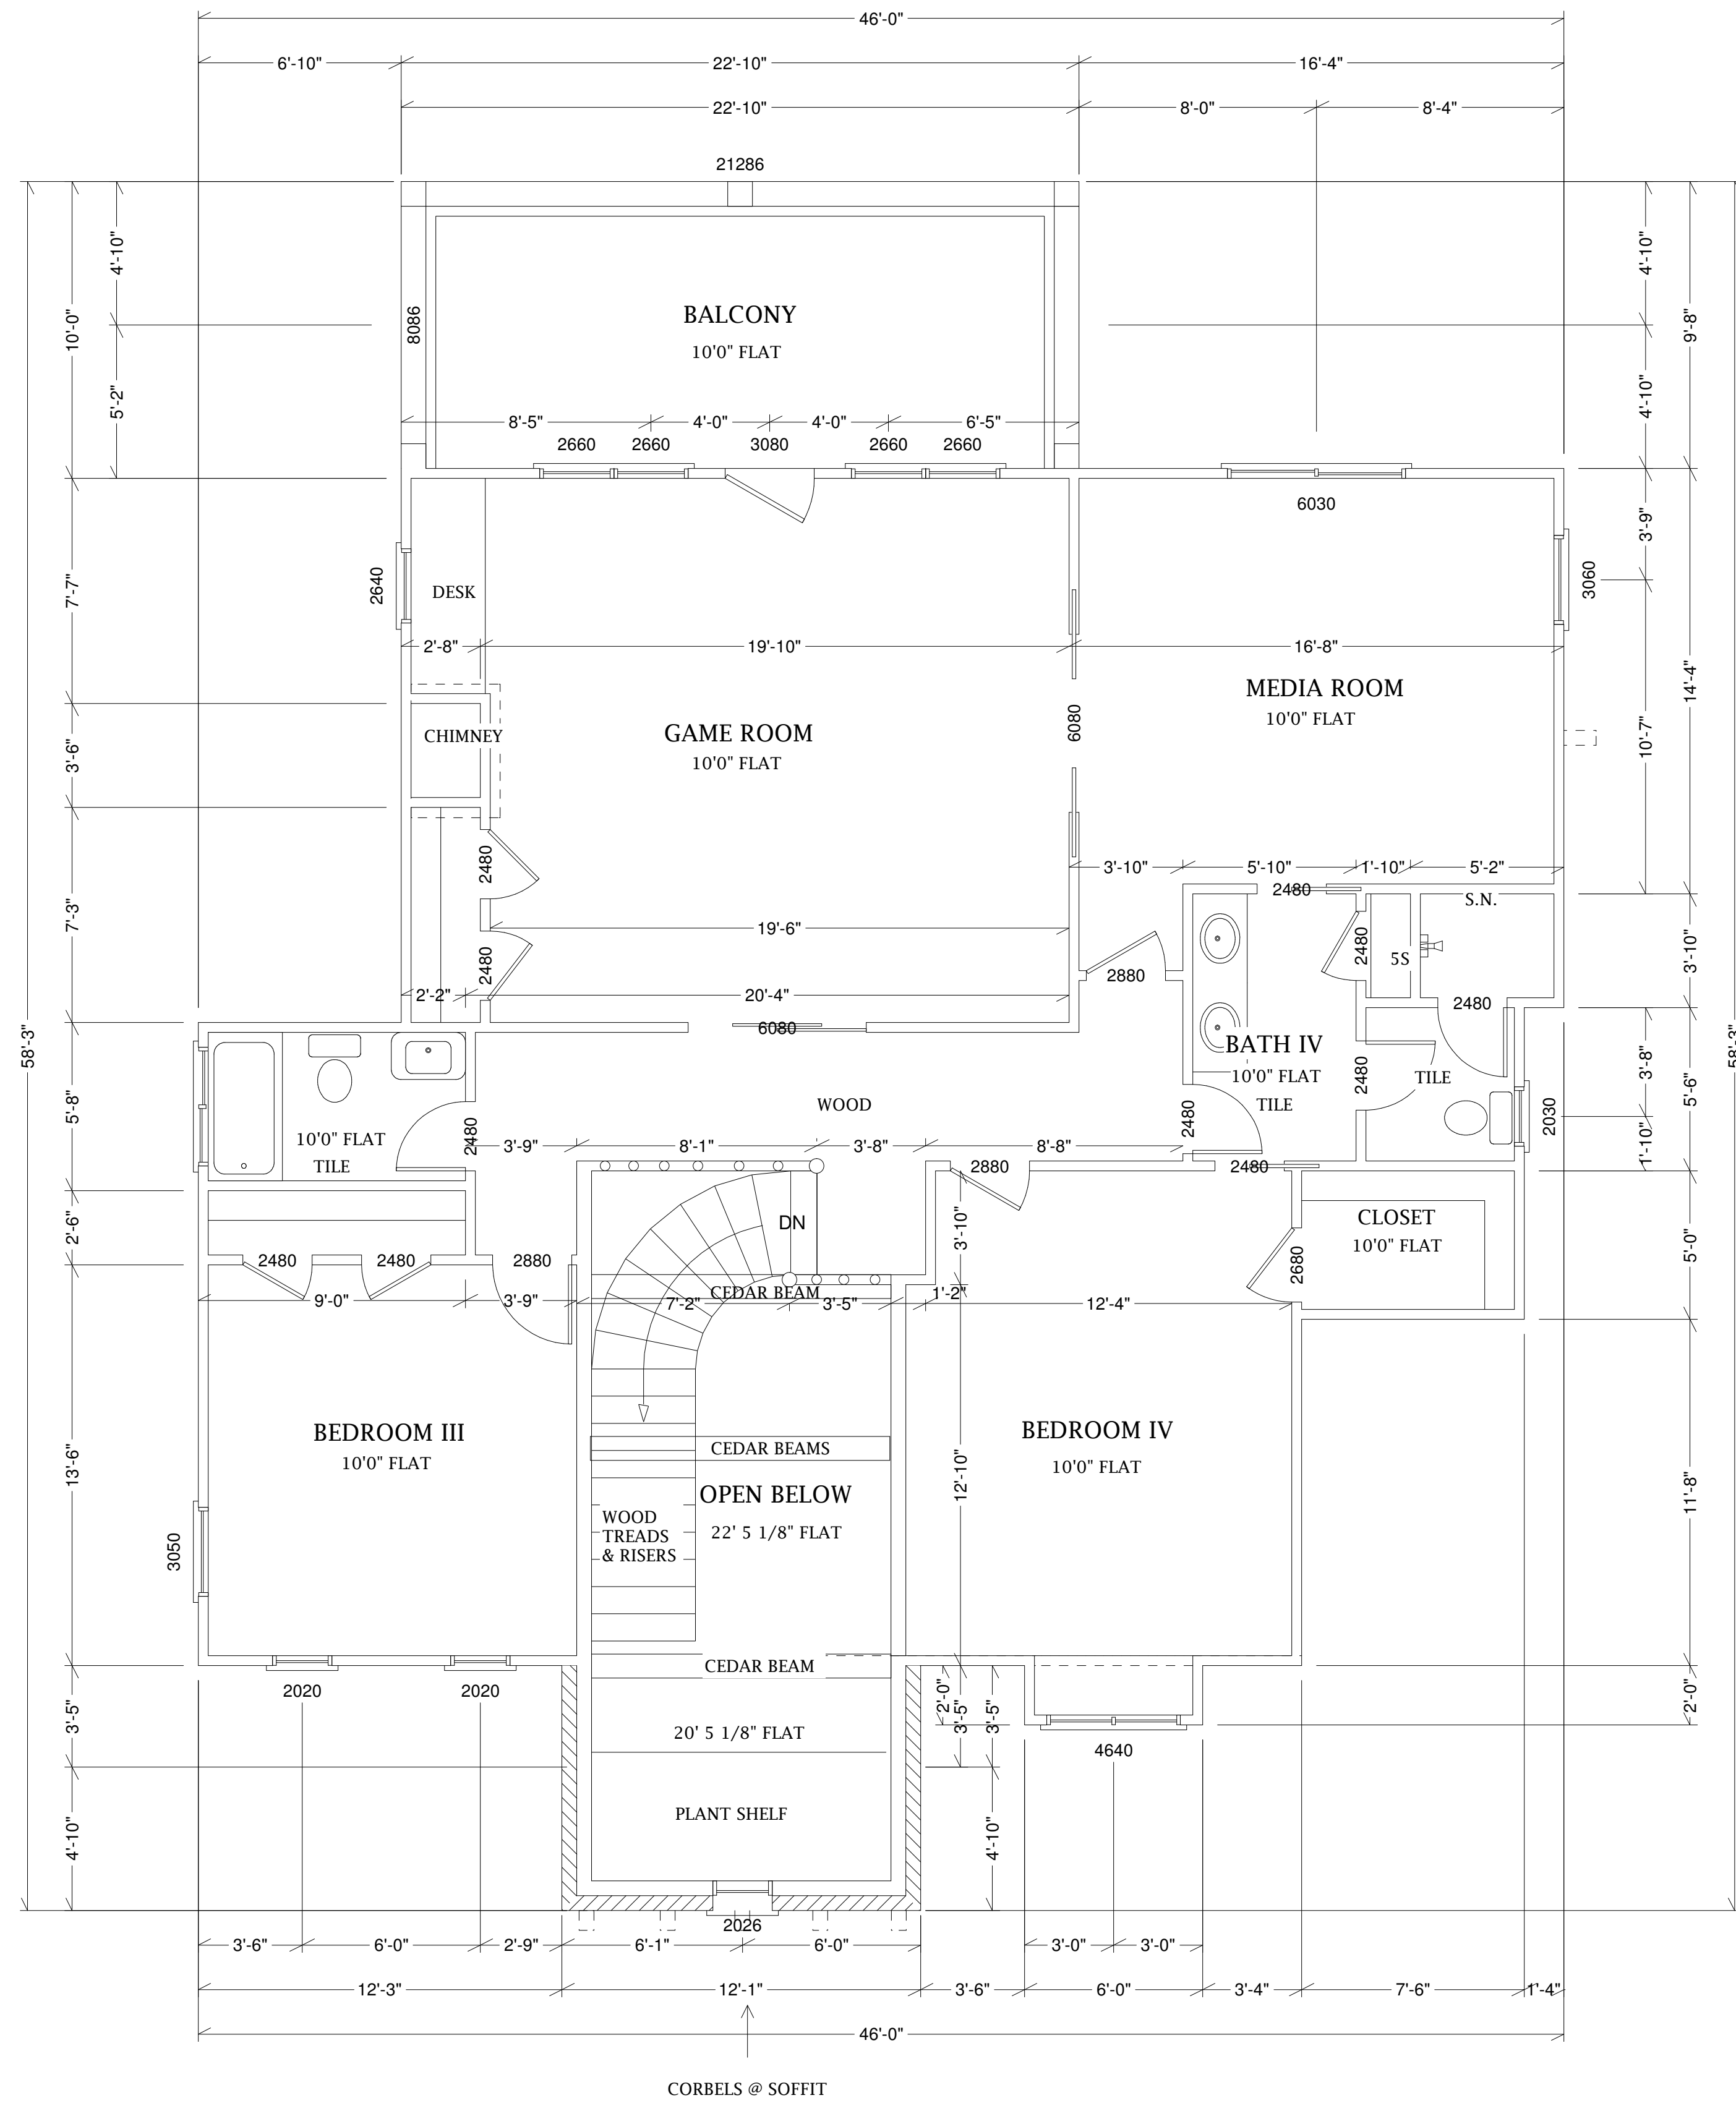 46'-0"
6'-10" 22'-10" 16'-4"
22'-10" 8'-0" 8'-4"
21286
4'-10" 4'-10"
10'-0" 9'-8"
8086
BALCONY
10'0" FLAT
5'-2" 4'-10"
8'-5" 4'-0" 4'-0" 6'-5"
2660 2660 3080 2660 2660
6030
3'-9"
7'-7" 2640 DESK 3060
2'-8" 19'-10" 16'-8"
14'-4"
MEDIA ROOM
10'0" FLAT
6080
CHIMNEY GAME ROOM
10'0" FLAT
3'-6" 10'-7"
2480 3'-10" 5'-10" 1'-10" 5'-2"
2480 S.N.
7'-3" 19'-6"
2480 2480 5S 3'-10"
2880
2'-2" 20'-4"
2480
6080
58'-3" 58'-3"
BATH IV
10'0" FLAT
TILE
2480 TILE
3'-8"
5'-8" 5'-6"
WOOD
2480 2030
10'0" FLAT
TILE
2480 3'-9" 8'-1" 3'-8" 8'-8" 1'-10"
2880 2480
2'-6" DN 3'-10" CLOSET
10'0" FLAT
5'-0"
2480 2480 2880 2680
CEDAR BEAM
9'-0" 3'-9" 7'-2" 3'-5" 1'-2" 12'-4"
BEDROOM III
10'0" FLAT
BEDROOM IV
10'0" FLAT
CEDAR BEAMS
13'-6" 12'-10" 11'-8"
OPEN BELOW
22' 5 1/8" FLAT
WOOD
TREADS
& RISERS
3050
CEDAR BEAM
2020 2020
3'-5" 2'-0" 3'-5" 3'-5" 2'-0"
20' 5 1/8" FLAT
4640
PLANT SHELF
4'-10" 4'-10"
2026
3'-6" 6'-0" 2'-9" 6'-1" 6'-0" 3'-0" 3'-0"
12'-3" 12'-1" 3'-6" 6'-0" 3'-4" 7'-6" 1'-4"
46'-0"
CORBELS @ SOFFIT